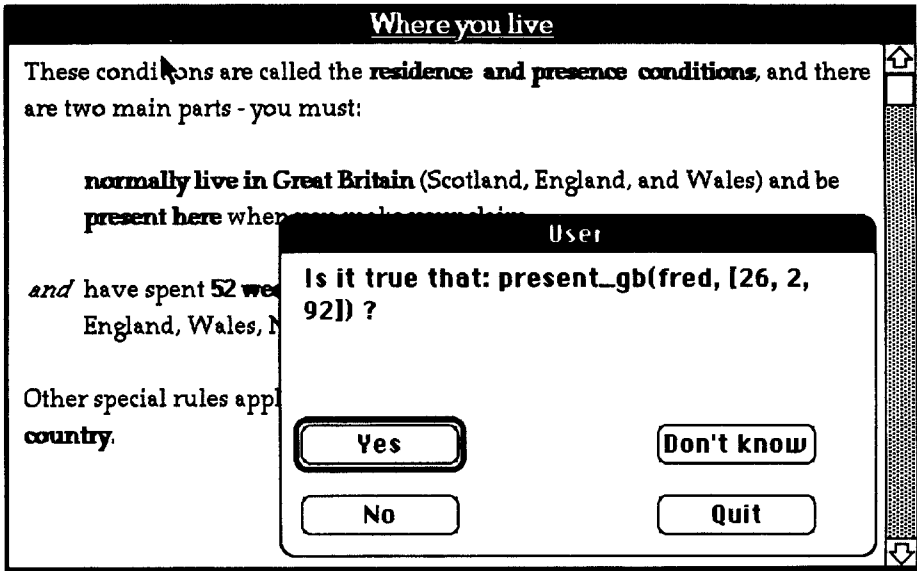 Where you live
These conditions are called the residence and presence conditions, and there
are two main parts - you must:
normally live in Great Britain (Scotland, England, and Wales) and be
present here when
and have spent 52
England, Wales,
Other special rules
country.
User
Is it true that: present_gb(fred, [26, 2,
92]) ?
Yes
Don't know
No
Quit